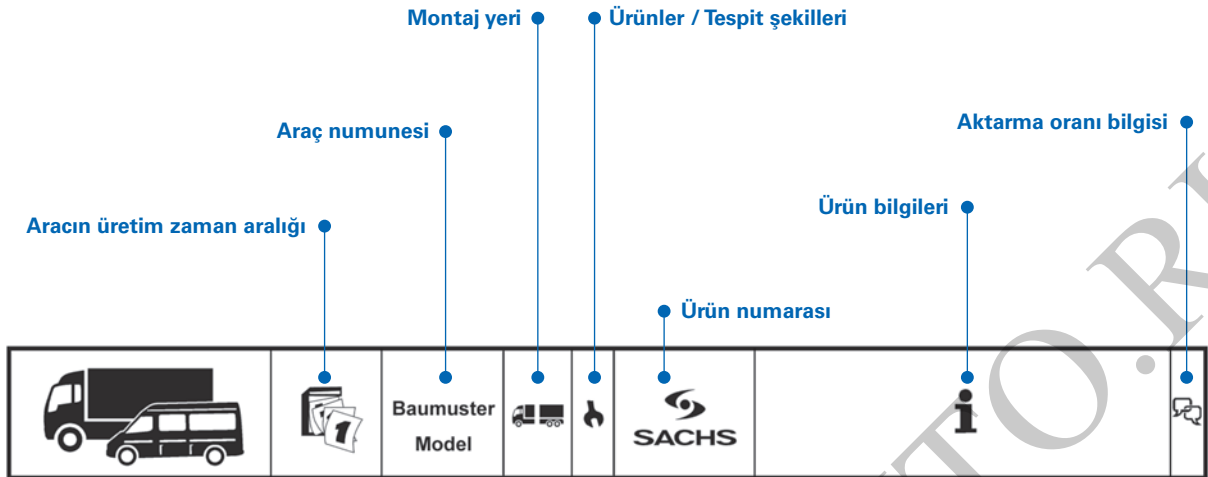 Montaj yeri
Ürünler / Tespit şekilleri
Araç numunesi
Aktarma oranı bilgisi
Aracın üretim zaman aralığı
Ürün bilgileri
Ürün numarası
1
Baumuster
Model
SACHS
i